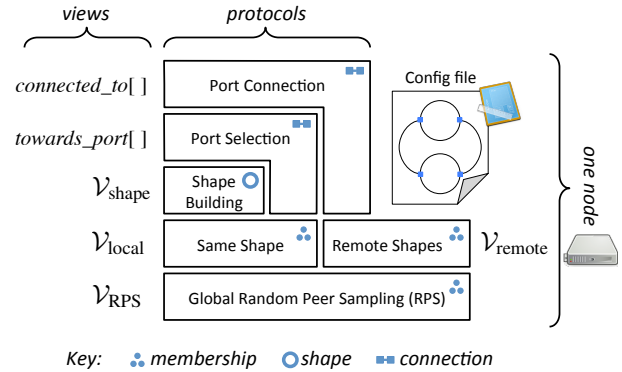 views protocols
connected_to[ ] Port Connection Config file
towards_port[ ] Port Selection
𝒱shape Shape
Building
one node
𝒱local Same Shape Remote Shapes 𝒱remote
𝒱RPS Global Random Peer Sampling (RPS)
Key: membership shape connection